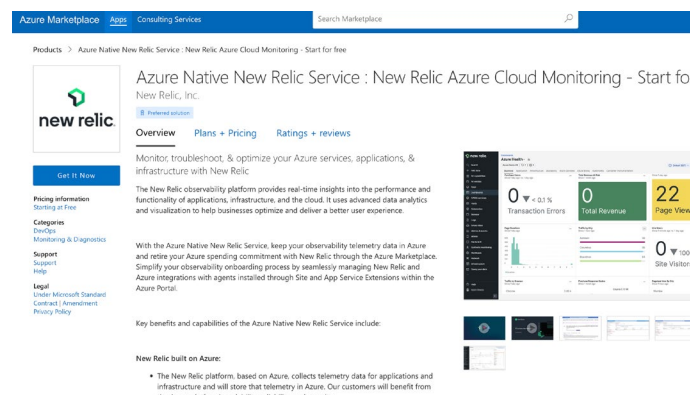 Azure Marketplace Apps Consulting Services Search Marketplace
Products > Azure Native New Relic Service : New Relic Azure Cloud Monitoring - Start for free
new relic
Get It Now
Pricing information
Starting at Free
Categories
DevOps
Monitoring & Diagnostics
Support
Support
Help
Legal
Under Microsoft Standard
Contract | Amendment
Privacy Policy
Azure Native New Relic Service : New Relic Azure Cloud Monitoring - Start fo
New Relic, Inc.
Preferred solution
Overview Plans + Pricing Ratings + reviews
Monitor, troubleshoot, & optimize your Azure services, applications, &
infrastructure with New Relic
The New Relic observability platform provides real-time insights into the performance and
functionality of applications, infrastructure, and the cloud. It uses advanced data analytics
and visualization to help businesses optimize and deliver a better user experience.
With the Azure Native New Relic Service, keep your observability telemetry data in Azure
and retire your Azure spending commitment with New Relic through the Azure Marketplace.
Simplify your observability onboarding process by seamlessly managing New Relic and
Azure integrations with agents installed through Site and App Service Extensions within the
Azure Portal.
Key benefits and capabilities of the Azure Native New Relic Service include:
New Relic built on Azure:
• The New Relic platform, based on Azure, collects telemetry data for applications and
infrastructure and will store that telemetry in Azure. Our customers will benefit from
new relic
Azure Health
0 ▼ < 0.1 %
Transaction Errors
0
Total Revenue
22
Page View
0 ▼ 100
Site Visitor